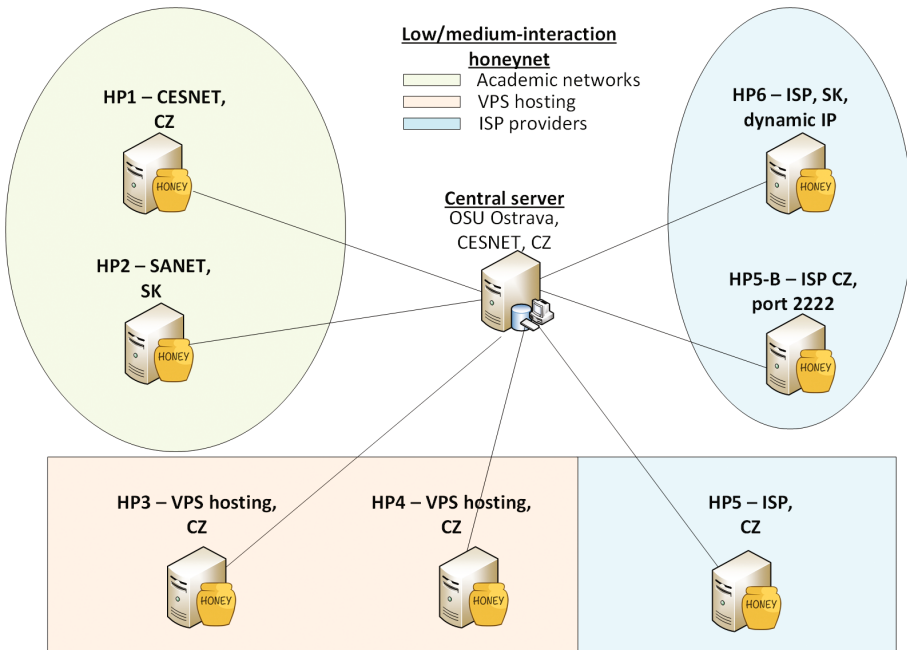 Low/medium-interaction
honeynet
Academic networks
VPS hosting
ISP providers
HP1 – CESNET,
CZ
HONEY
HP2 – SANET,
SK
HONEY
Central server
OSU Ostrava,
CESNET, CZ
HP6 – ISP, SK,
dynamic IP
HONEY
HP5-B – ISP CZ,
port 2222
HONEY
HP3 – VPS hosting,
CZ
HONEY
HP4 – VPS hosting,
CZ
HONEY
HP5 – ISP,
CZ
HONEY